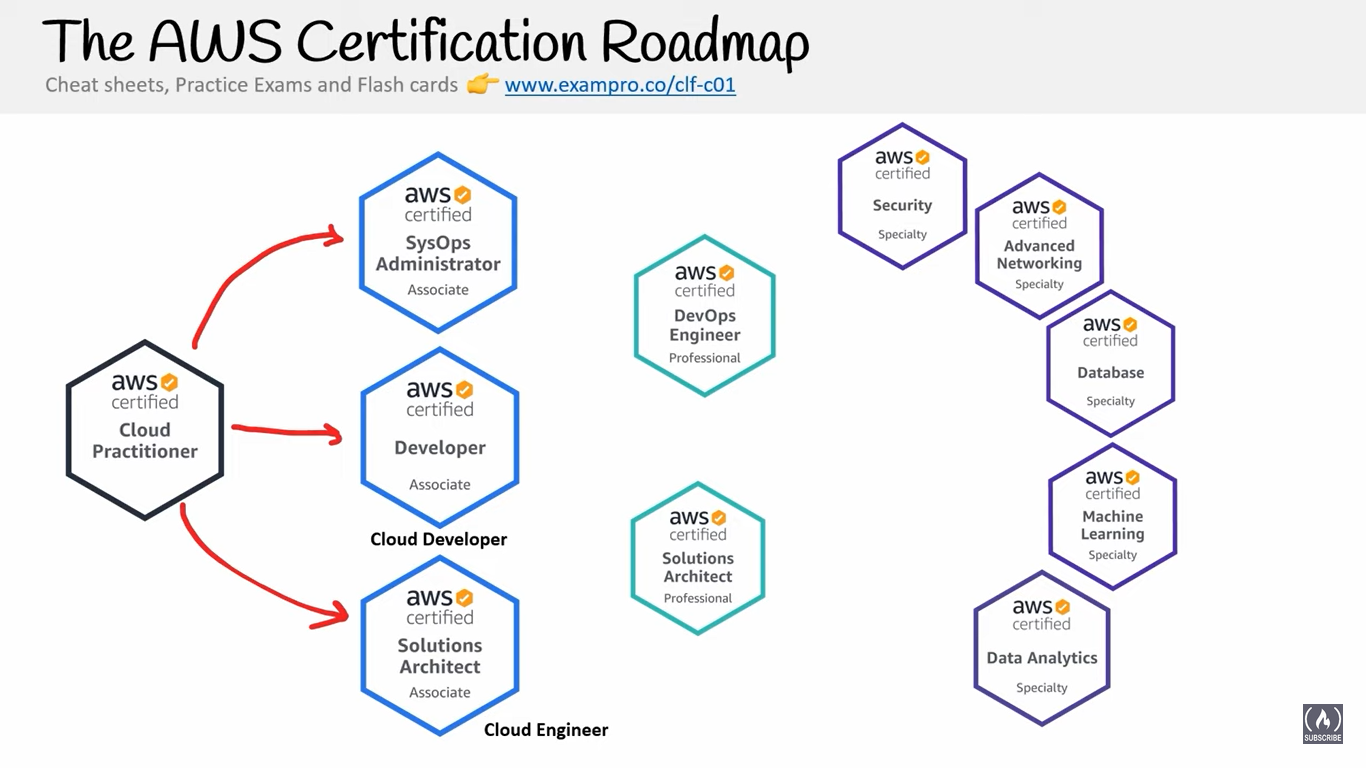 The AWS Certification Roadmap
Cheat sheets, Practice Exams and Flash cards 👉 www.exampro.co/clf-c01
aws
certified
Cloud
Practitioner
aws
certified
SysOps
Administrator
Associate
aws
certified
Developer
Associate
Cloud Developer
aws
certified
Solutions
Architect
Associate
Cloud Engineer
aws
certified
DevOps
Engineer
Professional
aws
certified
Solutions
Architect
Professional
aws
certified
Security
Specialty
aws
certified
Advanced
Networking
Specialty
aws
certified
Database
Specialty
aws
certified
Machine
Learning
Specialty
aws
certified
Data Analytics
Specialty
SUBSCRIBE